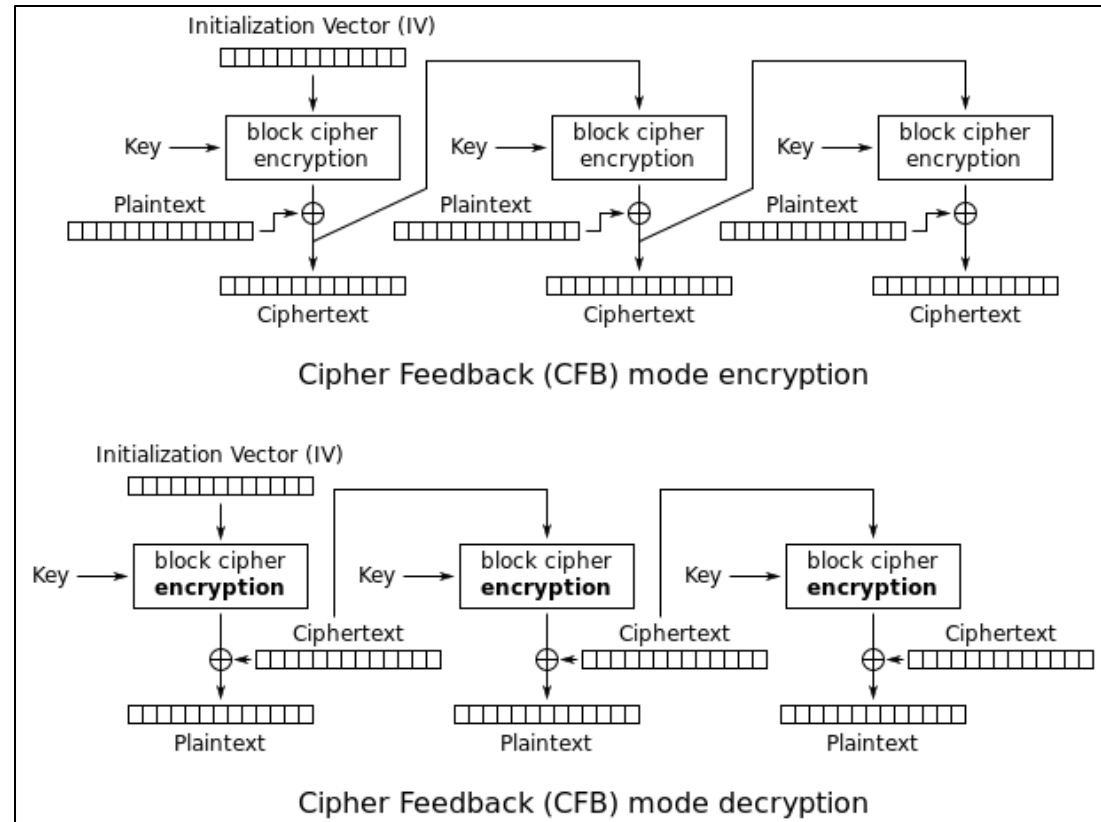 Initialization Vector (IV)
Key
block cipher
encryption
Key
block cipher
encryption
Key
block cipher
encryption
Plaintext
Plaintext
Plaintext
Ciphertext
Ciphertext
Ciphertext
Cipher Feedback (CFB) mode encryption
Initialization Vector (IV)
Key
block cipher
encryption
Key
block cipher
encryption
Key
block cipher
encryption
Ciphertext
Ciphertext
Ciphertext
Plaintext
Plaintext
Plaintext
Cipher Feedback (CFB) mode decryption